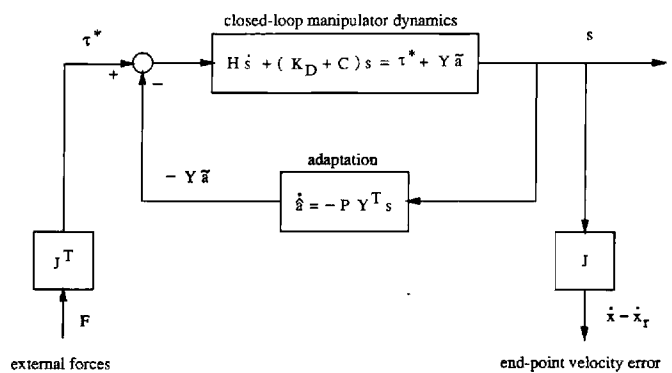 closed-loop manipulator dynamics
τ*
s
+
−
H ṡ + ( K_D + C ) s = τ* + Y ã
adaptation
− Y ã
â̇ = − P Y^T s
J^T
J
F
ẋ − ẋ_r
external forces
end-point velocity error